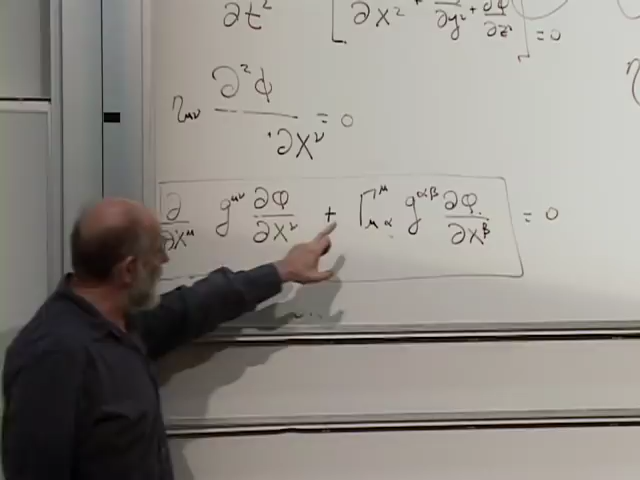 ∂t² [ ∂x² + ∂y² + ∂φ ∂z² ] = 0
η_μν ∂²φ / ∂x^ν = 0
∂/∂x^μ g^μν ∂φ/∂x^ν + Γ^μ_μα g^αβ ∂φ/∂x^β = 0